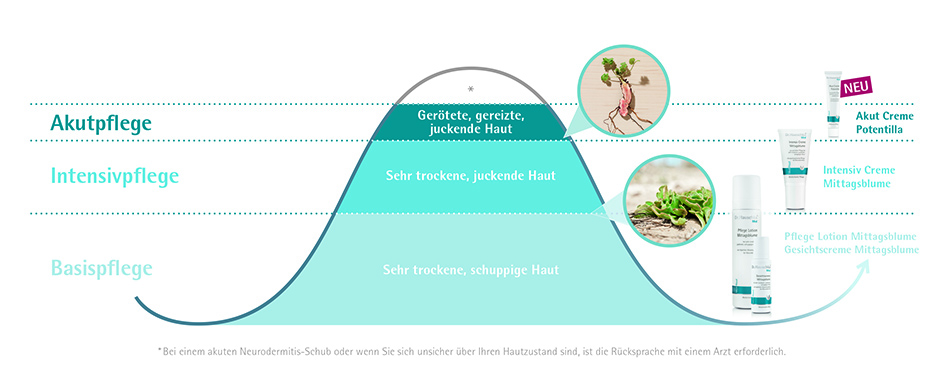 *
NEU
Akutpflege
Gerötete, gereizte,
juckende Haut
Akut Creme
Potentilla
Intensivpflege
Sehr trockene, juckende Haut
Intensiv Creme
Mittagsblume
Pflege Lotion
Mittagsblume
Pflege Lotion Mittagsblume
Gesichtscreme Mittagsblume
Basispflege
Sehr trockene, schuppige Haut
*Bei einem akuten Neurodermitis-Schub oder wenn Sie sich unsicher über Ihren Hautzustand sind, ist die Rücksprache mit einem Arzt erforderlich.